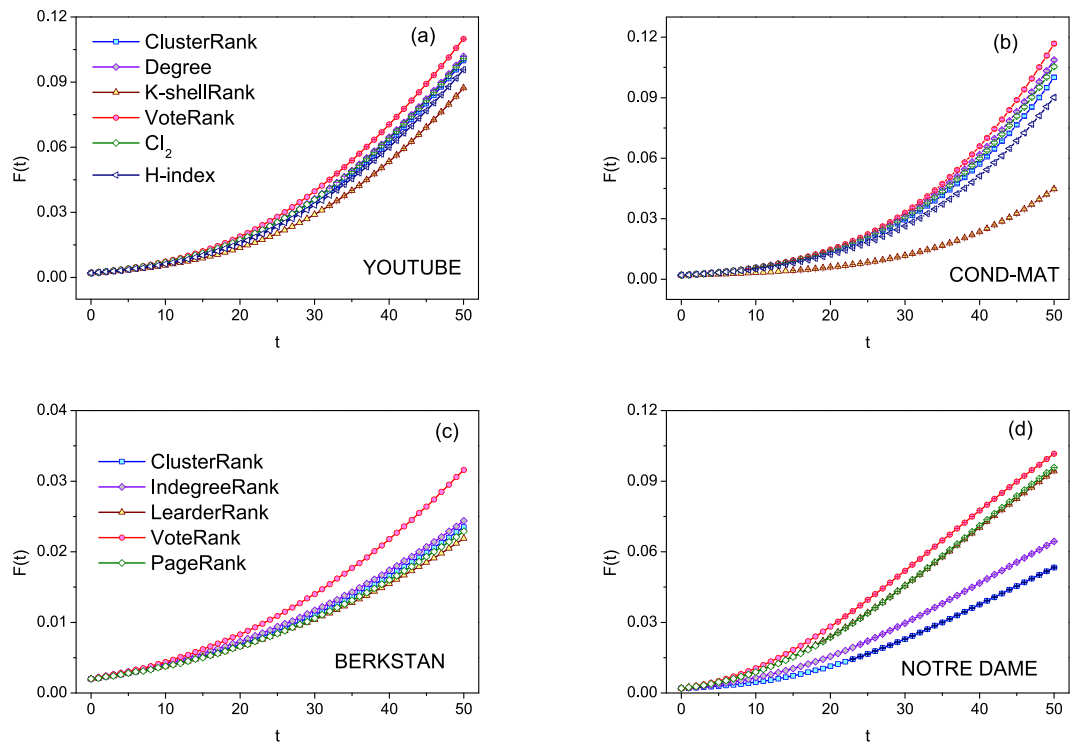 (a)
ClusterRank
Degree
K-shellRank
VoteRank
CI2
H-index
YOUTUBE
0.12
0.09
0.06
0.03
0.00
F(t)
0 10 20 30 40 50
t
(b)
COND-MAT
0.12
0.09
0.06
0.03
0.00
F(t)
0 10 20 30 40 50
t
(c)
ClusterRank
IndegreeRank
LearderRank
VoteRank
PageRank
BERKSTAN
0.04
0.03
0.02
0.01
0.00
F(t)
0 10 20 30 40 50
t
(d)
NOTRE DAME
0.12
0.09
0.06
0.03
0.00
F(t)
0 10 20 30 40 50
t